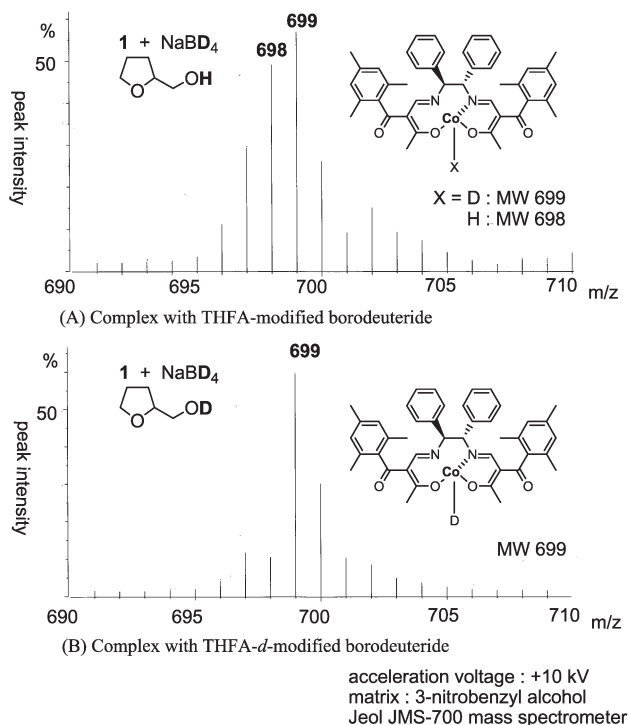 %
50
peak intensity
1 + NaBD4
OH
O
698
699
N
N
Co
O
O
O
O
X
X = D : MW 699
H : MW 698
690
695
700
705
710
m/z
(A) Complex with THFA-modified borodeuteride
%
50
peak intensity
1 + NaBD4
OD
O
699
N
N
Co
O
O
O
O
D
MW 699
690
695
700
705
710
m/z
(B) Complex with THFA-d-modified borodeuteride
acceleration voltage : +10 kV
matrix : 3-nitrobenzyl alcohol
Jeol JMS-700 mass spectrometer